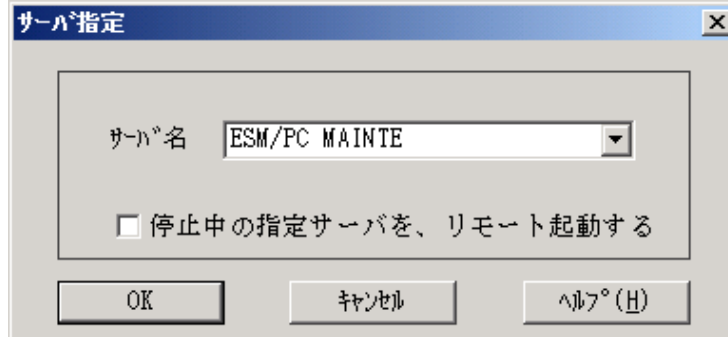 サーバ指定
ｻｰﾊﾞ名 ESM/PC MAINTE
停止中の指定サーバを、リモート起動する
OK ｷｬﾝｾﾙ ﾍﾙﾌﾟ(H)